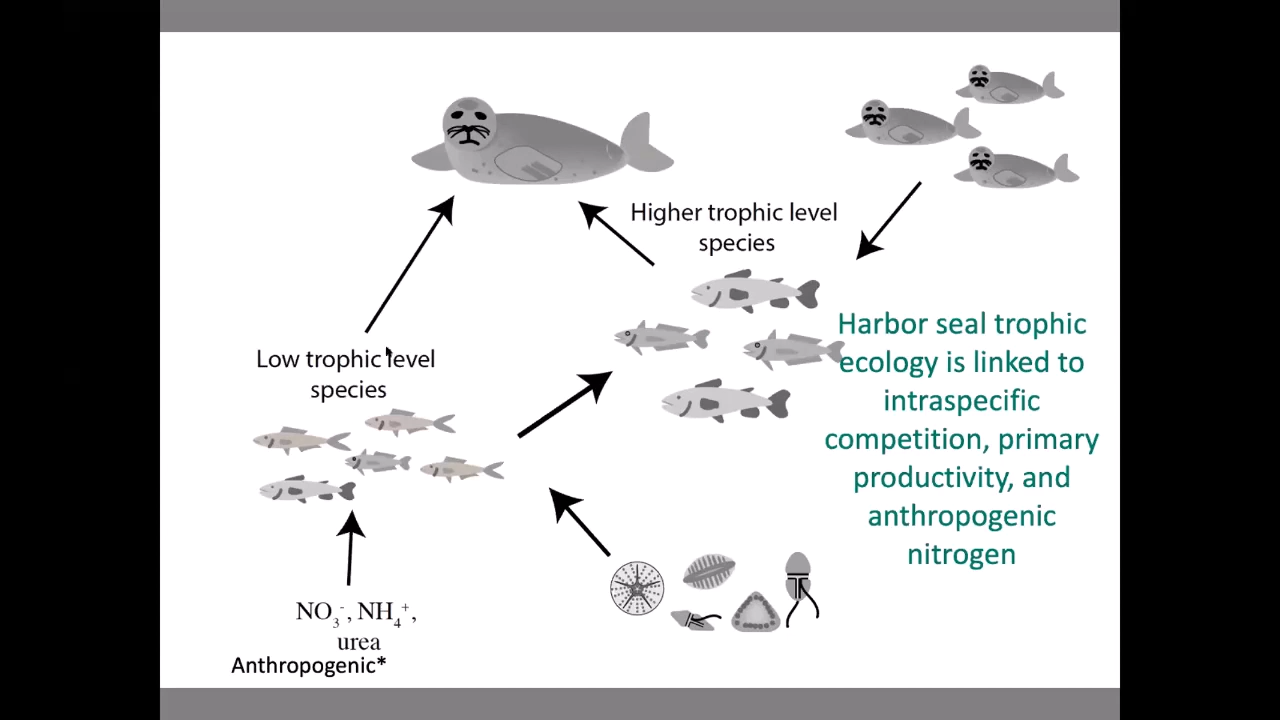 Higher trophic level
species
Low trophic level
species
Harbor seal trophic
ecology is linked to
intraspecific
competition, primary
productivity, and
anthropogenic
nitrogen
NO₃⁻, NH₄⁺,
urea
Anthropogenic*